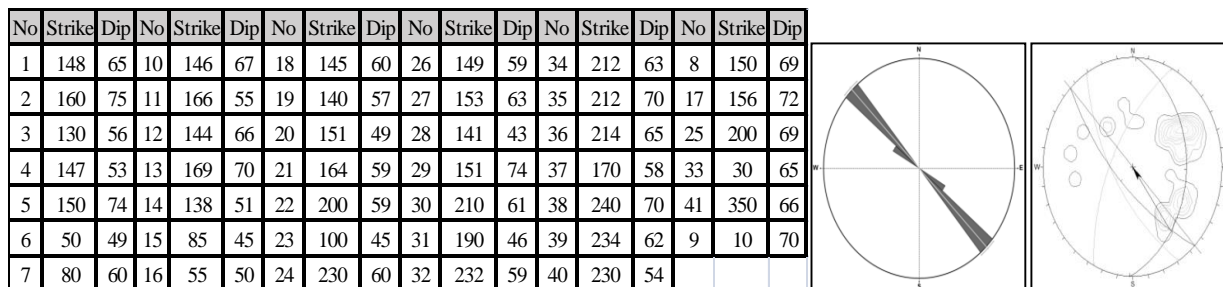 No Strike Dip No Strike Dip No Strike Dip No Strike Dip No Strike Dip No Strike Dip
1 148 65 10 146 67 18 145 60 26 149 59 34 212 63 8 150 69
2 160 75 11 166 55 19 140 57 27 153 63 35 212 70 17 156 72
3 130 56 12 144 66 20 151 49 28 141 43 36 214 65 25 200 69
4 147 53 13 169 70 21 164 59 29 151 74 37 170 58 33 30 65
5 150 74 14 138 51 22 200 59 30 210 61 38 240 70 41 350 66
6 50 49 15 85 45 23 100 45 31 190 46 39 234 62 9 10 70
7 80 60 16 55 50 24 230 60 32 232 59 40 230 54
N
W E
N
W
S